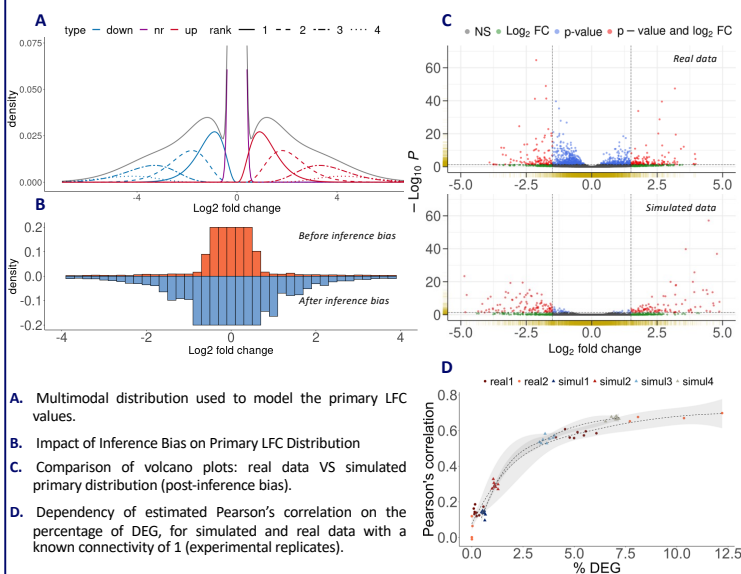 A
type down nr up rank 1 2 3 4
0.075
0.050
0.025
0.000
density
-4 0 4
Log2 fold change
B
0.2
0.1
0.0
-0.1
-0.2
density
Before inference bias
After inference bias
-4 -2 0 2 4
Log2 fold change
C
NS Log2 FC p-value p – value and log2 FC
Real data
60
40
20
0
-5.0 -2.5 0.0 2.5 5.0
– Log10 P
Simulated data
60
40
20
0
-5.0 -2.5 0.0 2.5 5.0
Log2 fold change
A. Multimodal distribution used to model the primary LFC
values.
B. Impact of Inference Bias on Primary LFC Distribution
C. Comparison of volcano plots: real data VS simulated
primary distribution (post-inference bias).
D. Dependency of estimated Pearson's correlation on the
percentage of DEG, for simulated and real data with a
known connectivity of 1 (experimental replicates).
D
real1 real2 simul1 simul2 simul3 simul4
0.8
0.6
0.4
0.2
0.0
Pearson's correlation
0.0 2.5 5.0 7.5 10.0 12.5
% DEG